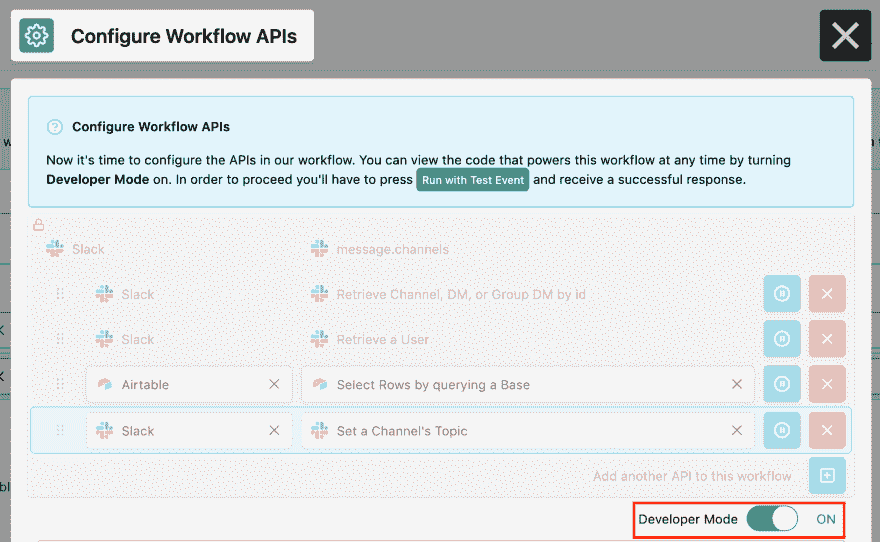 Configure Workflow APIs
Configure Workflow APIs
Now it's time to configure the APIs in our workflow. You can view the code that powers this workflow at any time by turning
Developer Mode on. In order to proceed you'll have to press Run with Test Event and receive a successful response.
Slack message.channels
Slack Retrieve Channel, DM, or Group DM by id
Slack Retrieve a User
Airtable Select Rows by querying a Base
Slack Set a Channel's Topic
Add another API to this workflow
Developer Mode ON